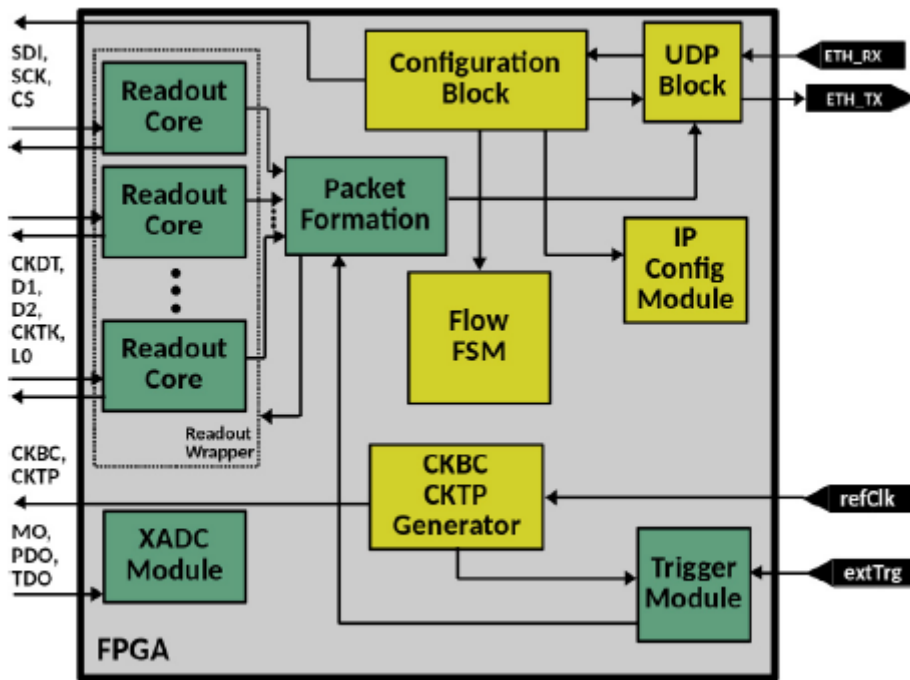 SDI,
SCK,
CS
Readout
Core
Configuration
Block
UDP
Block
ETH_RX
ETH_TX
Readout
Core
Packet
Formation
IP
Config
Module
CKDT,
D1,
D2,
CKTK,
L0
Readout
Core
Flow
FSM
Readout
Wrapper
CKBC,
CKTP
CKBC
CKTP
Generator
refClk
MO,
PDO,
TDO
XADC
Module
Trigger
Module
extTrg
FPGA